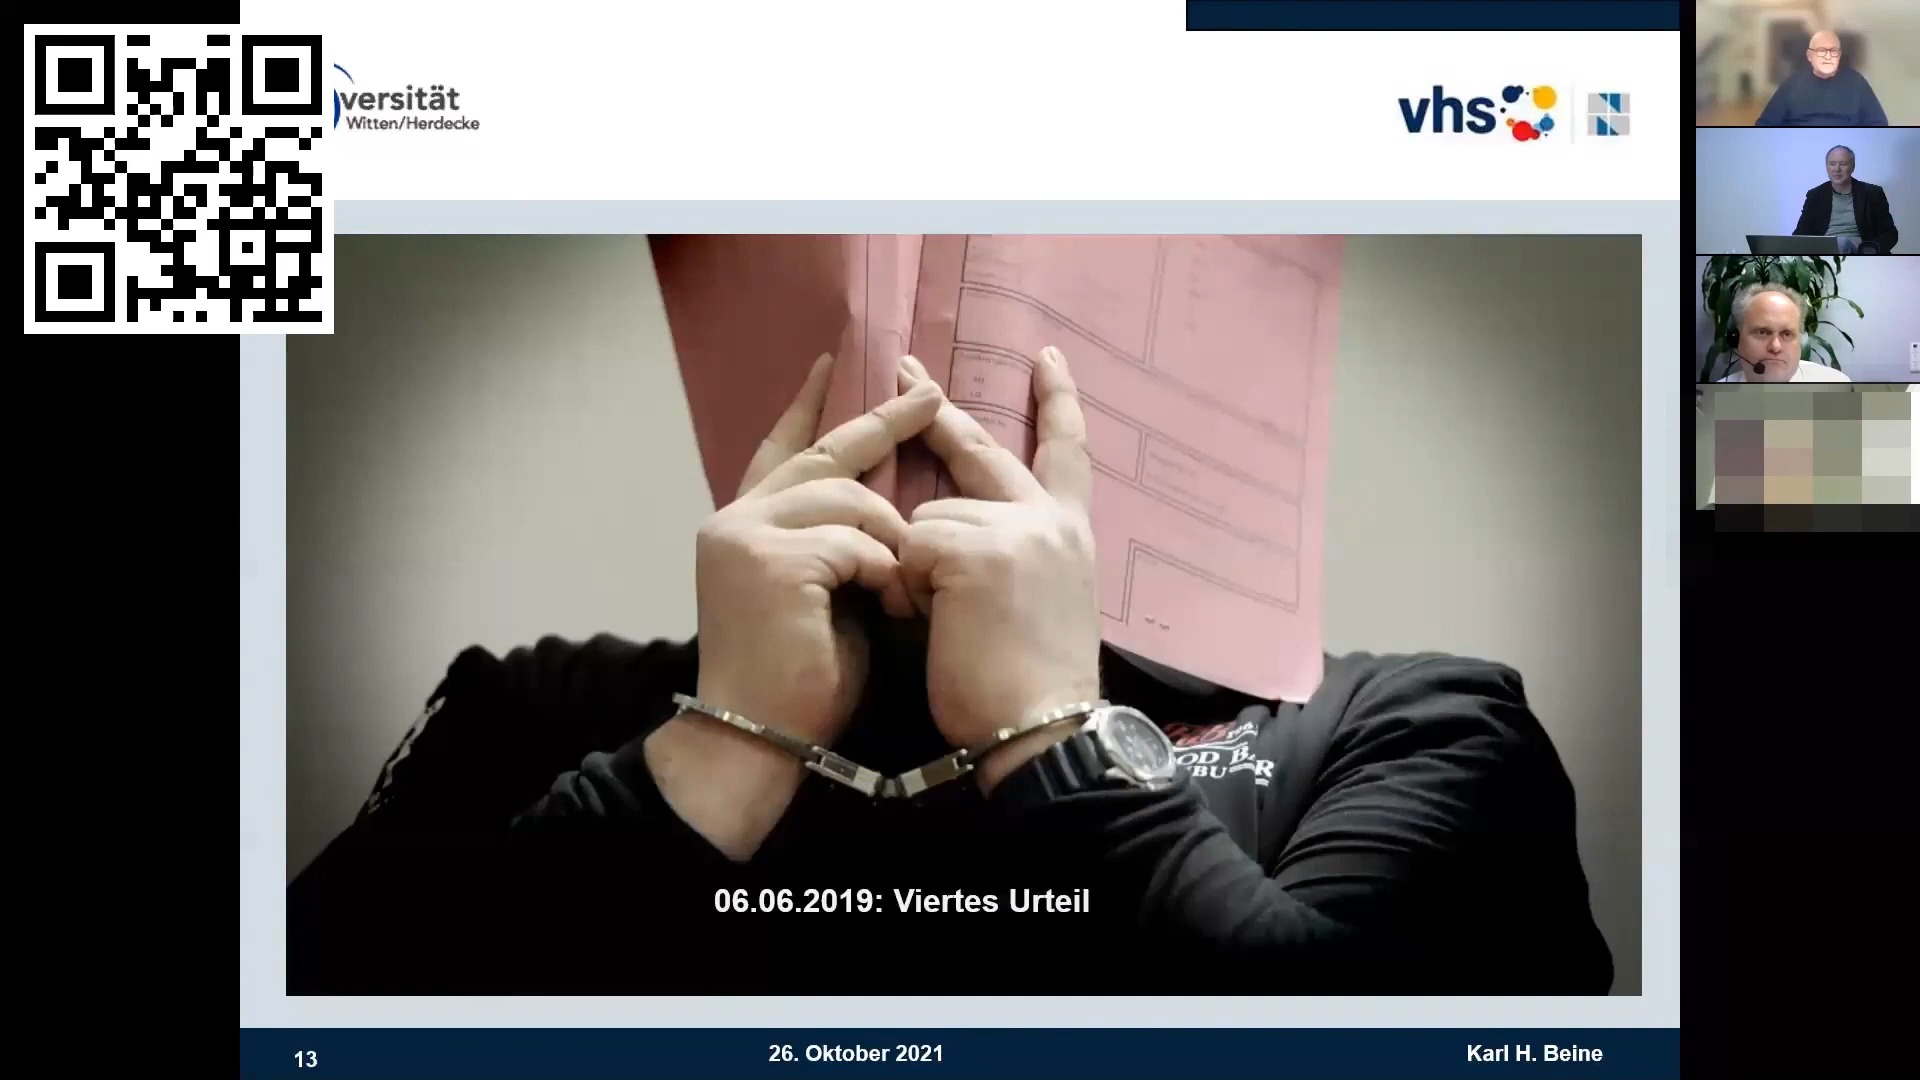 versität
Witten/Herdecke
vhs
06.06.2019: Viertes Urteil
13
26. Oktober 2021
Karl H. Beine